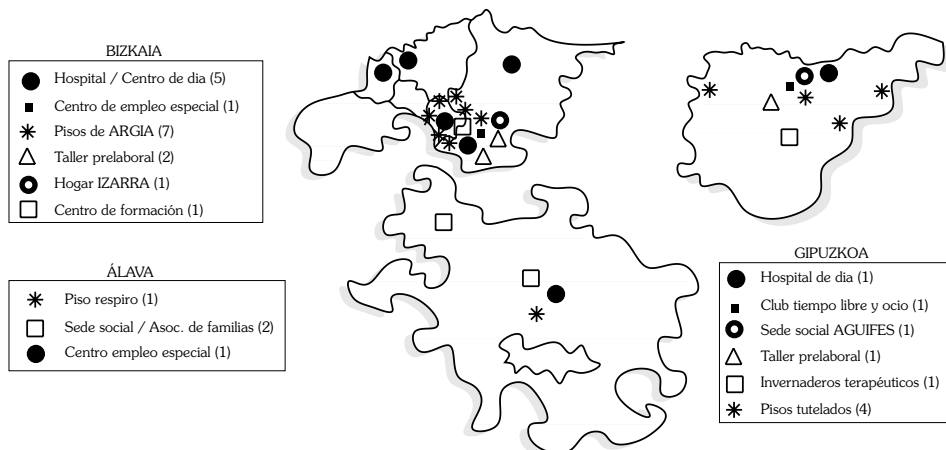 BIZKAIA
Hospital / Centro de dia (5)
Centro de empleo especial (1)
Pisos de ARGIA (7)
Taller prelaboral (2)
Hogar IZARRA (1)
Centro de formación (1)
ÁLAVA
Piso respiro (1)
Sede social / Asoc. de familias (2)
Centro empleo especial (1)
GIPUZKOA
Hospital de dia (1)
Club tiempo libre y ocio (1)
Sede social AGUIFES (1)
Taller prelaboral (1)
Invernaderos terapéuticos (1)
Pisos tutelados (4)